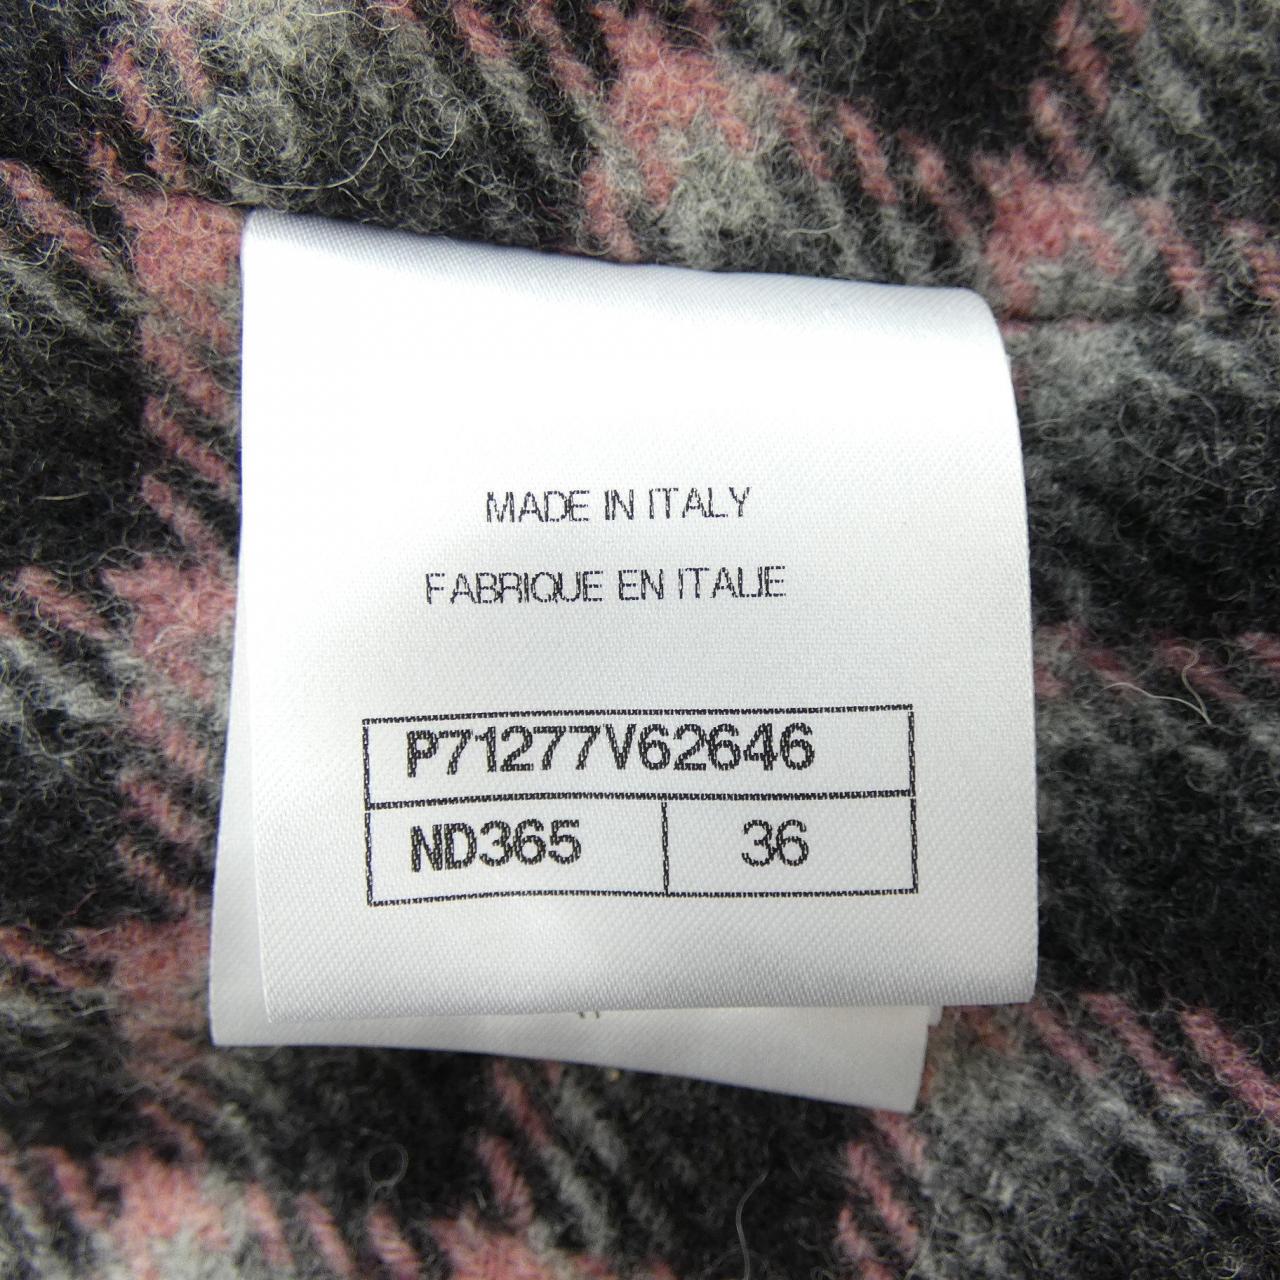 MADE IN ITALY
FABRIQUE EN ITALIE
P71277V62646
ND365 36